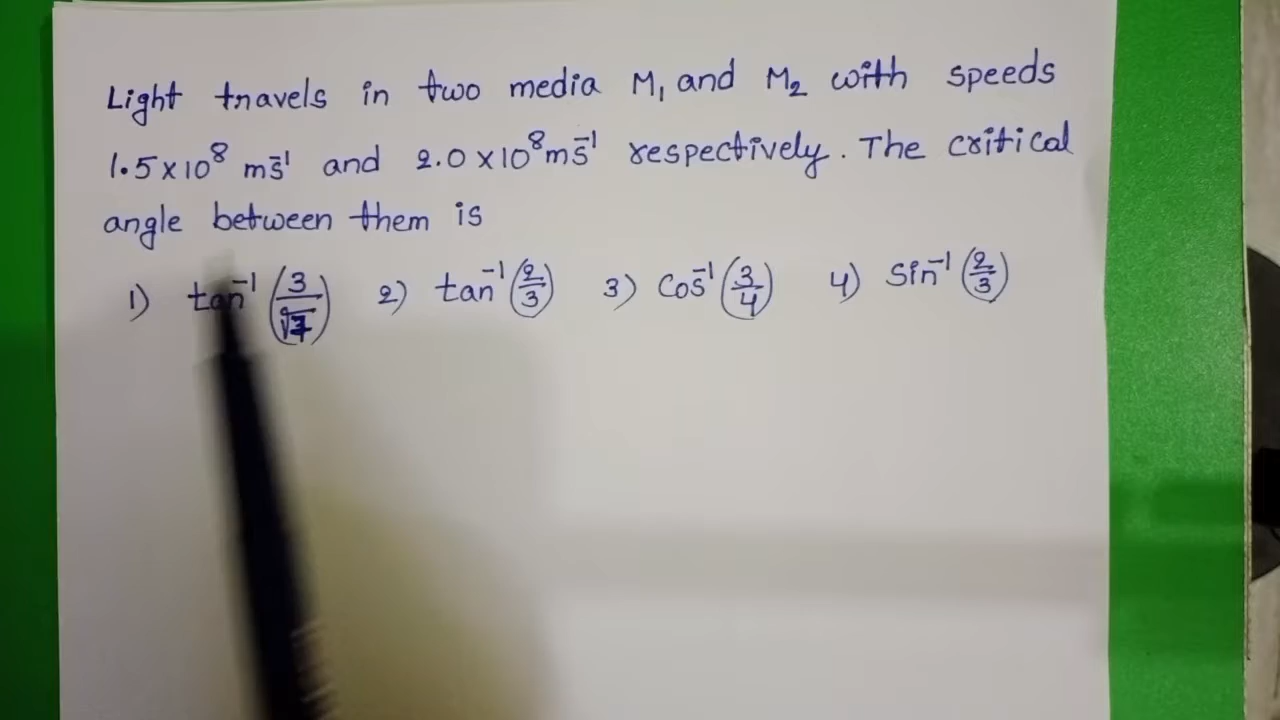 Light travels in two media M₁ and M₂ with speeds
1.5×10⁸ ms⁻¹ and 2.0×10⁸ms⁻¹ respectively. The critical
angle between them is
1) tan⁻¹(3/√7) 2) tan⁻¹(2/3) 3) Cos⁻¹(3/4) 4) Sin⁻¹(2/3)